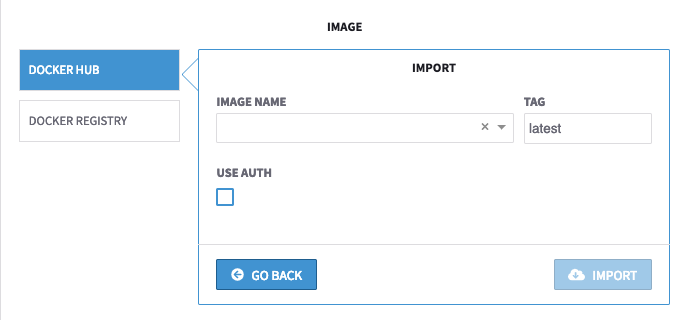 IMAGE
DOCKER HUB
DOCKER REGISTRY
IMPORT
IMAGE NAME
TAG
latest
USE AUTH
GO BACK
IMPORT